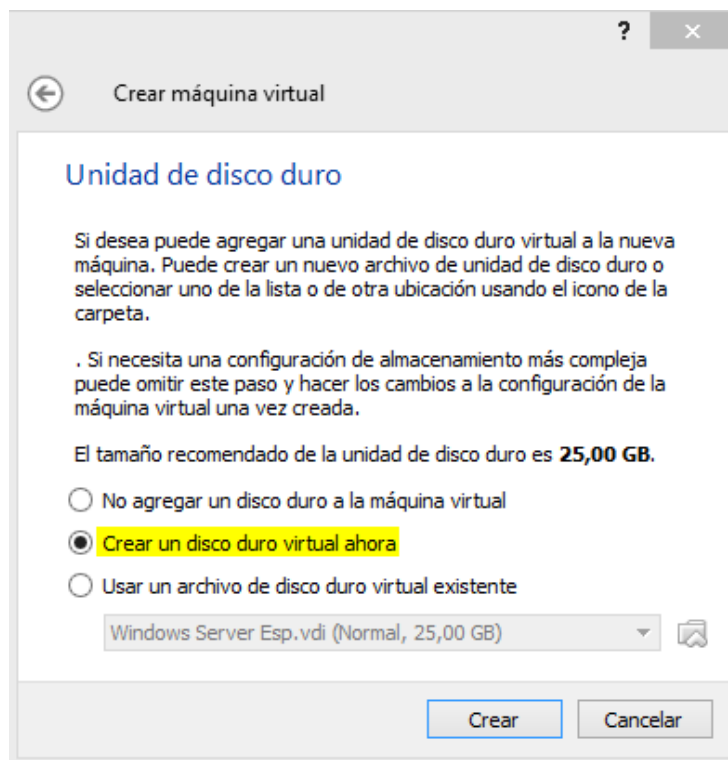 ?
Crear máquina virtual
Unidad de disco duro
Si desea puede agregar una unidad de disco duro virtual a la nueva
máquina. Puede crear un nuevo archivo de unidad de disco duro o
seleccionar uno de la lista o de otra ubicación usando el icono de la
carpeta.
. Si necesita una configuración de almacenamiento más compleja
puede omitir este paso y hacer los cambios a la configuración de la
máquina virtual una vez creada.
El tamaño recomendado de la unidad de disco duro es 25,00 GB.
No agregar un disco duro a la máquina virtual
Crear un disco duro virtual ahora
Usar un archivo de disco duro virtual existente
Windows Server Esp.vdi (Normal, 25,00 GB)
Crear Cancelar